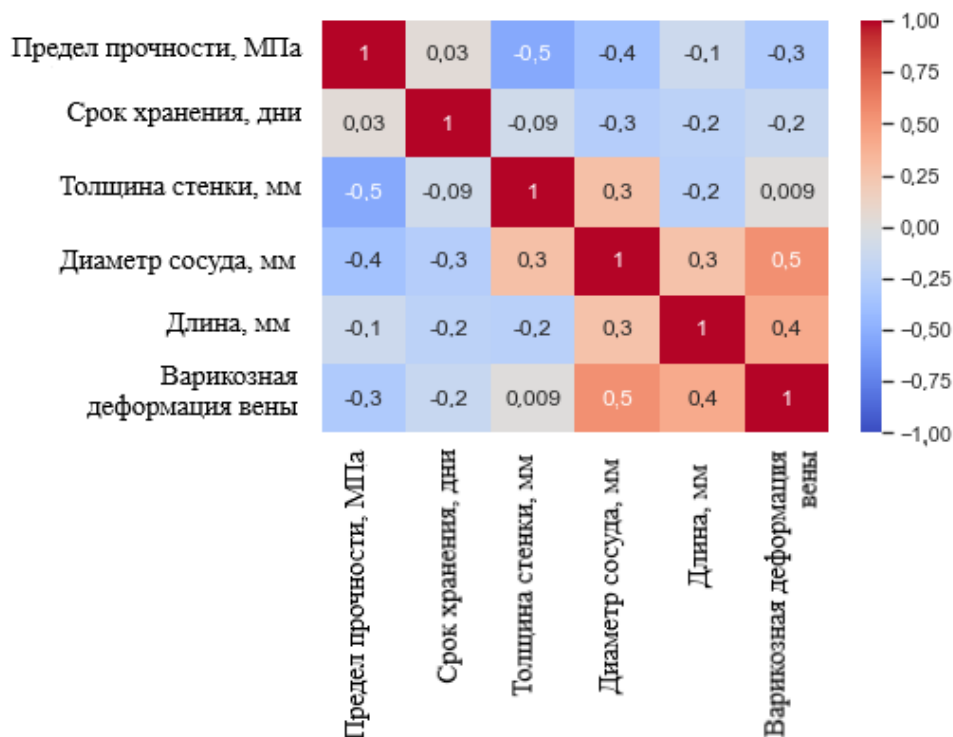 1,00
Предел прочности, МПа 1 0,03 -0,5 -0,4 -0,1 -0,3
0,75
Срок хранения, дни 0,03 1 -0,09 -0,3 -0,2 -0,2
0,50
Толщина стенки, мм -0,5 -0,09 1 0,3 -0,2 0,009
0,25
0,00
Диаметр сосуда, мм -0,4 -0,3 0,3 1 0,3 0,5
−0,25
Длина, мм -0,1 -0,2 -0,2 0,3 1 0,4
−0,50
Варикозная
деформация вены -0,3 -0,2 0,009 0,5 0,4 1
−0,75
−1,00
Предел прочности, МПа
Срок хранения, дни
Толщина стенки, мм
Диаметр сосуда, мм
Длина, мм
Варикозная деформация
вены